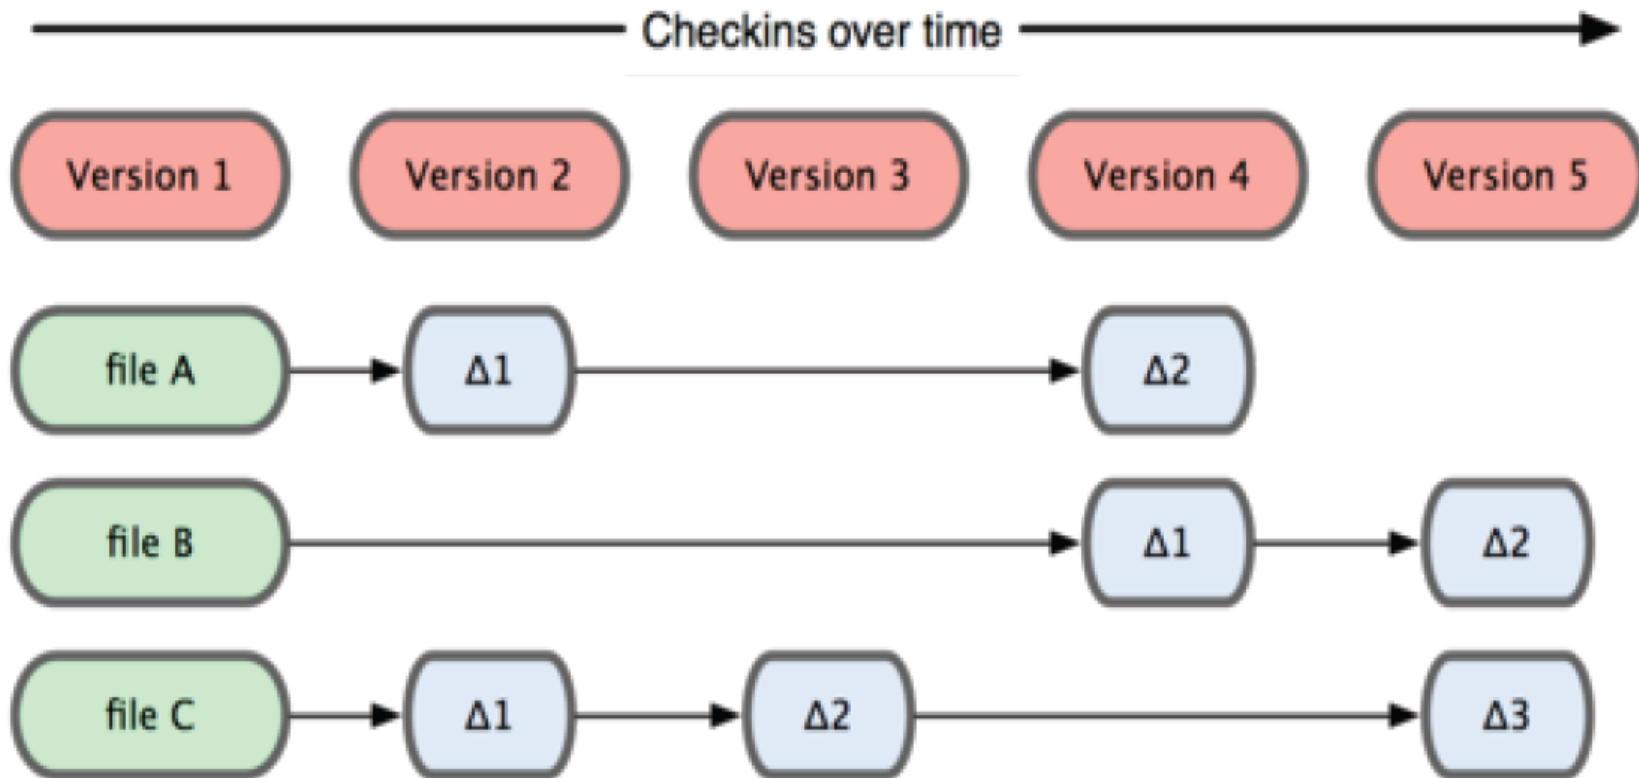 Checkins over time
Version 1 Version 2 Version 3 Version 4 Version 5
file A Δ1 Δ2
file B Δ1 Δ2
file C Δ1 Δ2 Δ3